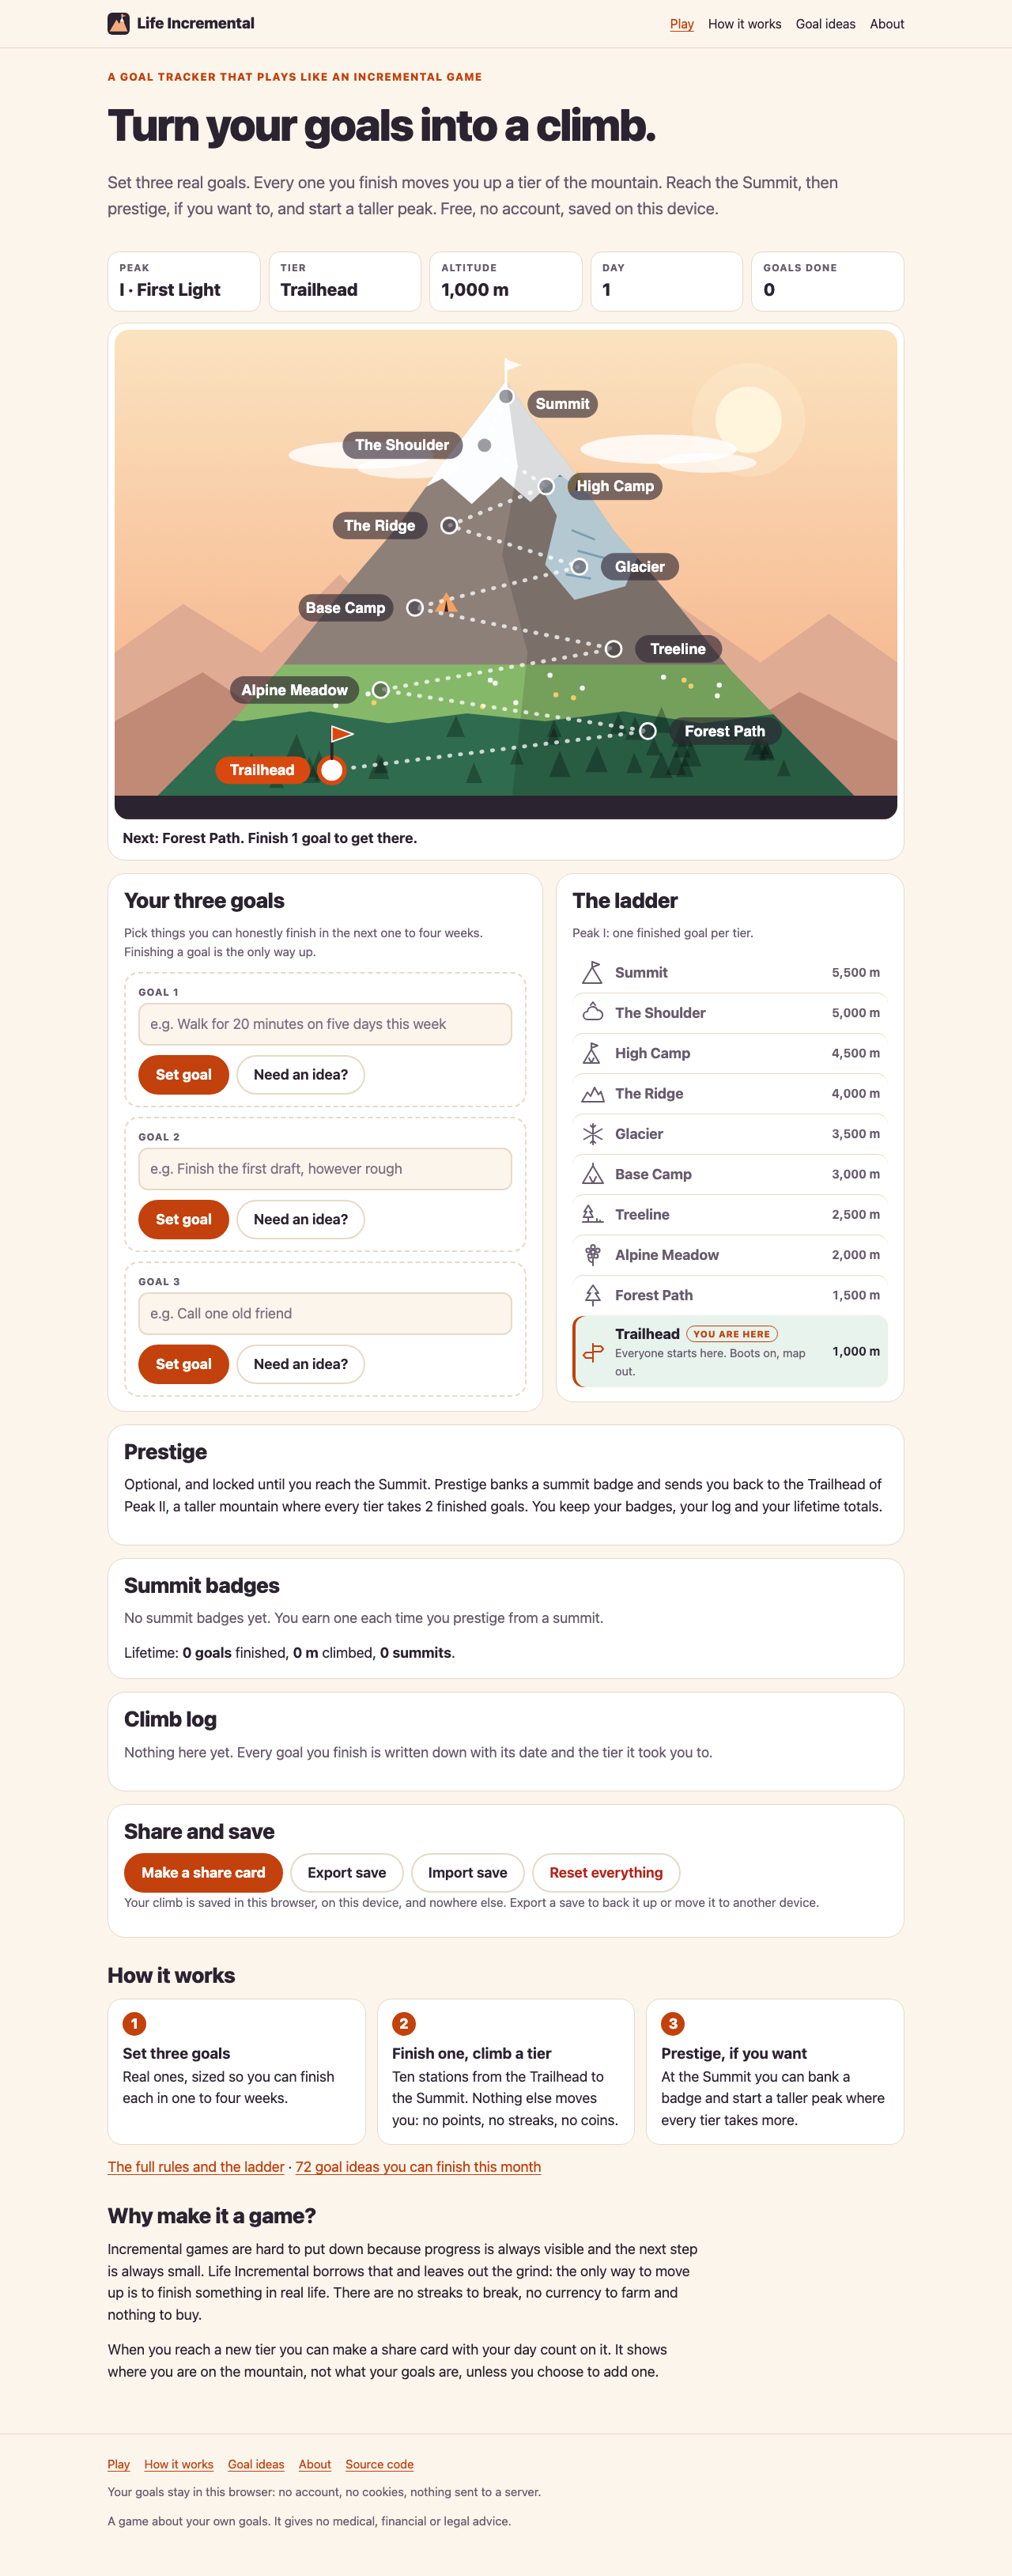 Life Incremental
Play
How it works
Goal ideas
About
A GOAL TRACKER THAT PLAYS LIKE AN INCREMENTAL GAME
Turn your goals into a climb.
Set three real goals. Every one you finish moves you up a tier of the mountain. Reach the Summit, then
prestige, if you want to, and start a taller peak. Free, no account, saved on this device.
PEAK
I · First Light
TIER
Trailhead
ALTITUDE
1,000 m
DAY
1
GOALS DONE
0
Summit
The Shoulder
High Camp
The Ridge
Glacier
Base Camp
Treeline
Alpine Meadow
Forest Path
Trailhead
Next: Forest Path. Finish 1 goal to get there.
Your three goals
Pick things you can honestly finish in the next one to four weeks.
Finishing a goal is the only way up.
GOAL 1
e.g. Walk for 20 minutes on five days this week
Set goal
Need an idea?
GOAL 2
e.g. Finish the first draft, however rough
Set goal
Need an idea?
GOAL 3
e.g. Call one old friend
Set goal
Need an idea?
The ladder
Peak I: one finished goal per tier.
Summit 5,500 m
The Shoulder 5,000 m
High Camp 4,500 m
The Ridge 4,000 m
Glacier 3,500 m
Base Camp 3,000 m
Treeline 2,500 m
Alpine Meadow 2,000 m
Forest Path 1,500 m
Trailhead YOU ARE HERE
Everyone starts here. Boots on, map
out.
1,000 m
Prestige
Optional, and locked until you reach the Summit. Prestige banks a summit badge and sends you back to the Trailhead of
Peak II, a taller mountain where every tier takes 2 finished goals. You keep your badges, your log and your lifetime totals.
Summit badges
No summit badges yet. You earn one each time you prestige from a summit.
Lifetime: 0 goals finished, 0 m climbed, 0 summits.
Climb log
Nothing here yet. Every goal you finish is written down with its date and the tier it took you to.
Share and save
Make a share card
Export save
Import save
Reset everything
Your climb is saved in this browser, on this device, and nowhere else. Export a save to back it up or move it to another device.
How it works
1
Set three goals
Real ones, sized so you can finish
each in one to four weeks.
2
Finish one, climb a tier
Ten stations from the Trailhead to
the Summit. Nothing else moves
you: no points, no streaks, no coins.
3
Prestige, if you want
At the Summit you can bank a
badge and start a taller peak where
every tier takes more.
The full rules and the ladder · 72 goal ideas you can finish this month
Why make it a game?
Incremental games are hard to put down because progress is always visible and the next step
is always small. Life Incremental borrows that and leaves out the grind: the only way to move
up is to finish something in real life. There are no streaks to break, no currency to farm and
nothing to buy.
When you reach a new tier you can make a share card with your day count on it. It shows
where you are on the mountain, not what your goals are, unless you choose to add one.
Play
How it works
Goal ideas
About
Source code
Your goals stay in this browser: no account, no cookies, nothing sent to a server.
A game about your own goals. It gives no medical, financial or legal advice.